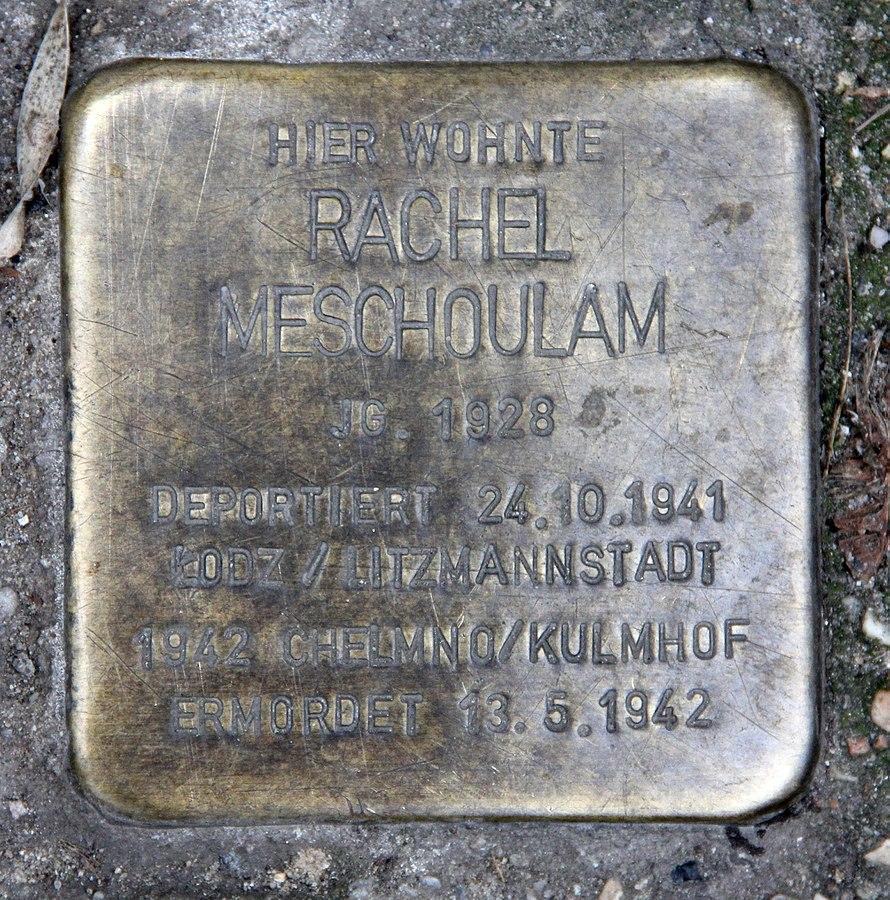 HIER WOHNTE
RACHEL
MESCHOULAM
JG. 1928
DEPORTIERT 24.10.1941
ŁODZ / LITZMANNSTADT
1942 CHELMNO/KULMHOF
ERMORDET 13.5.1942